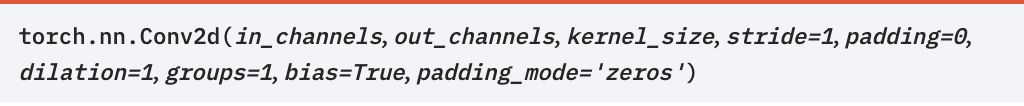 torch.nn.Conv2d(in_channels, out_channels, kernel_size, stride=1, padding=0,
dilation=1, groups=1, bias=True, padding_mode='zeros')